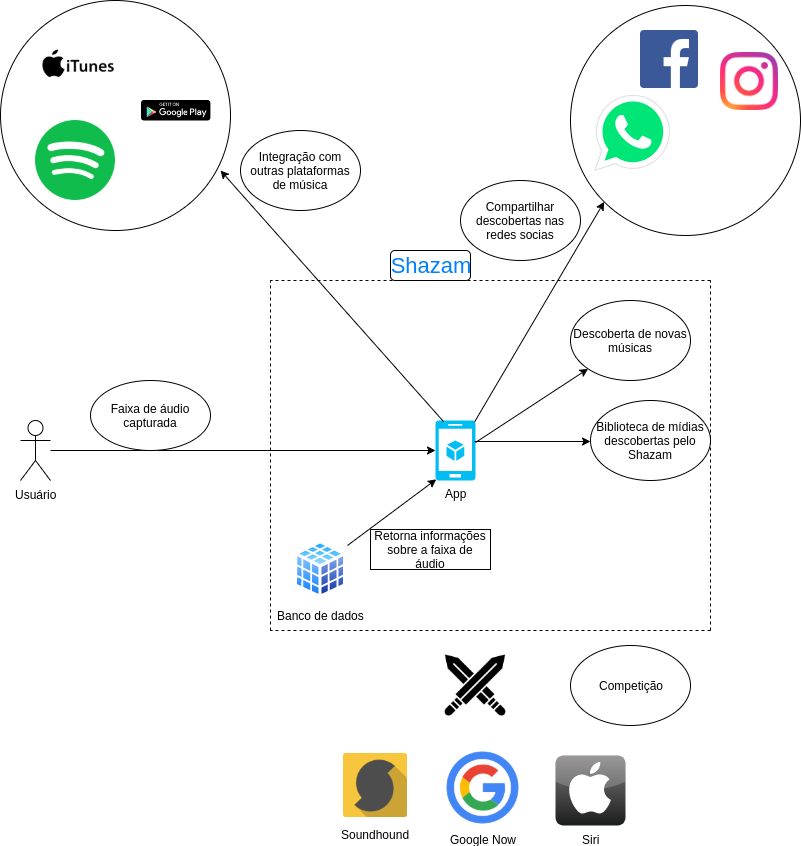 iTunes
GET IT ON
Google Play
Integração com
outras plataformas
de música
Compartilhar
descobertas nas
redes socias
Shazam
Descoberta de novas
músicas
Faixa de áudio
capturada
Biblioteca de mídias
descobertas pelo
Shazam
Usuário
App
Retorna informações
sobre a faixa de
áudio
Banco de dados
Competição
Soundhound
Google Now
Siri